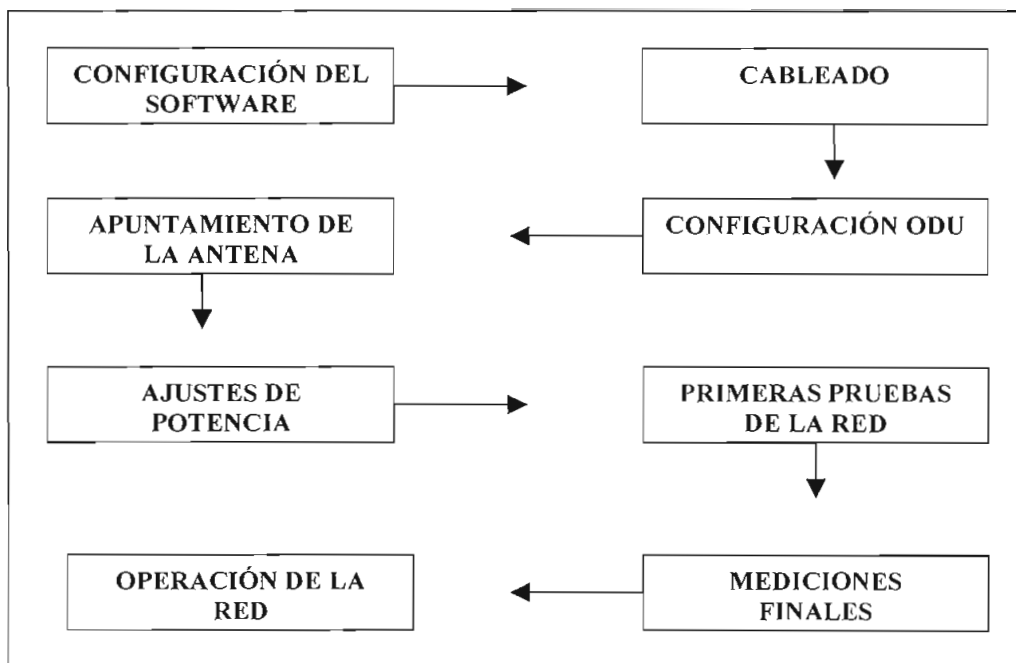 CONFIGURACIÓN DEL
SOFTWARE
CABLEADO
CONFIGURACIÓN ODU
APUNTAMIENTO DE
LA ANTENA
AJUSTES DE
POTENCIA
PRIMERAS PRUEBAS
DE LA RED
MEDICIONES
FINALES
OPERACIÓN DE LA
RED